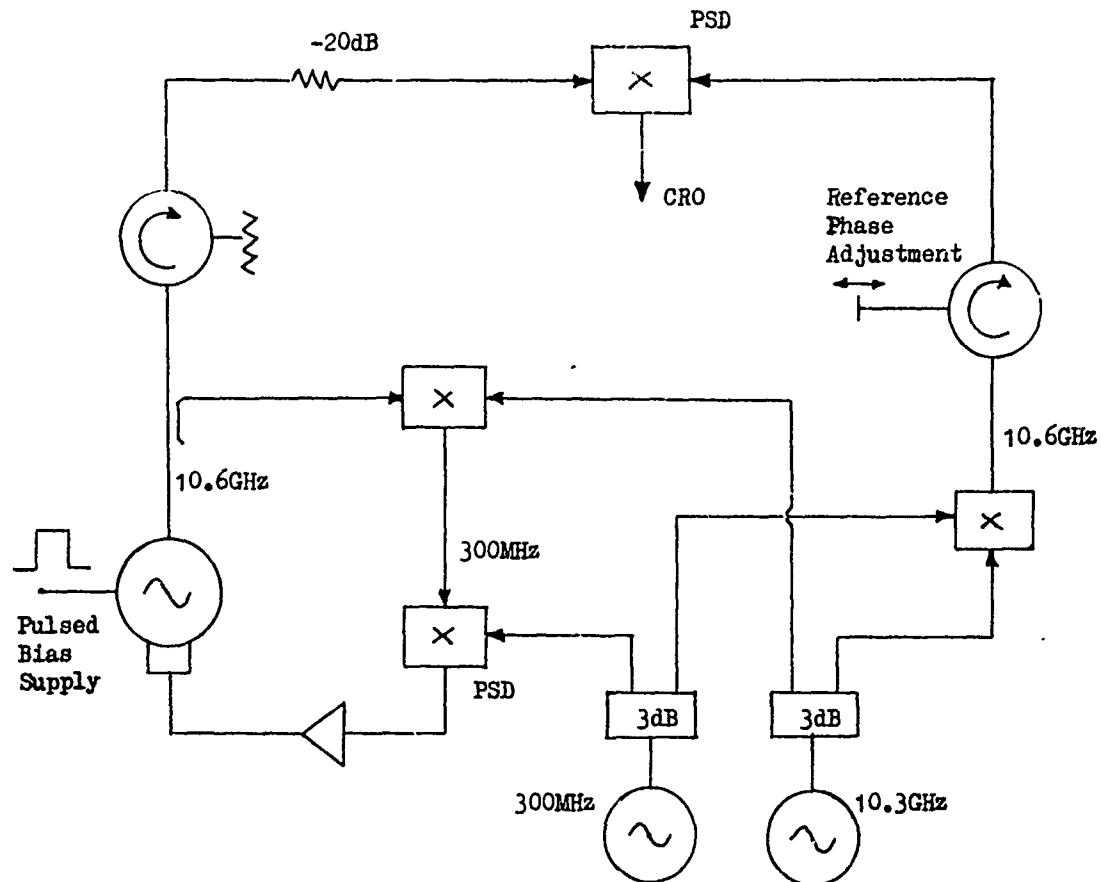 PSD
-20dB
×
CRO
Reference
Phase
Adjustment
×
10.6GHz
10.6GHz
×
300MHz
×
Pulsed
Bias
Supply
PSD
3dB
3dB
300MHz
10.3GHz